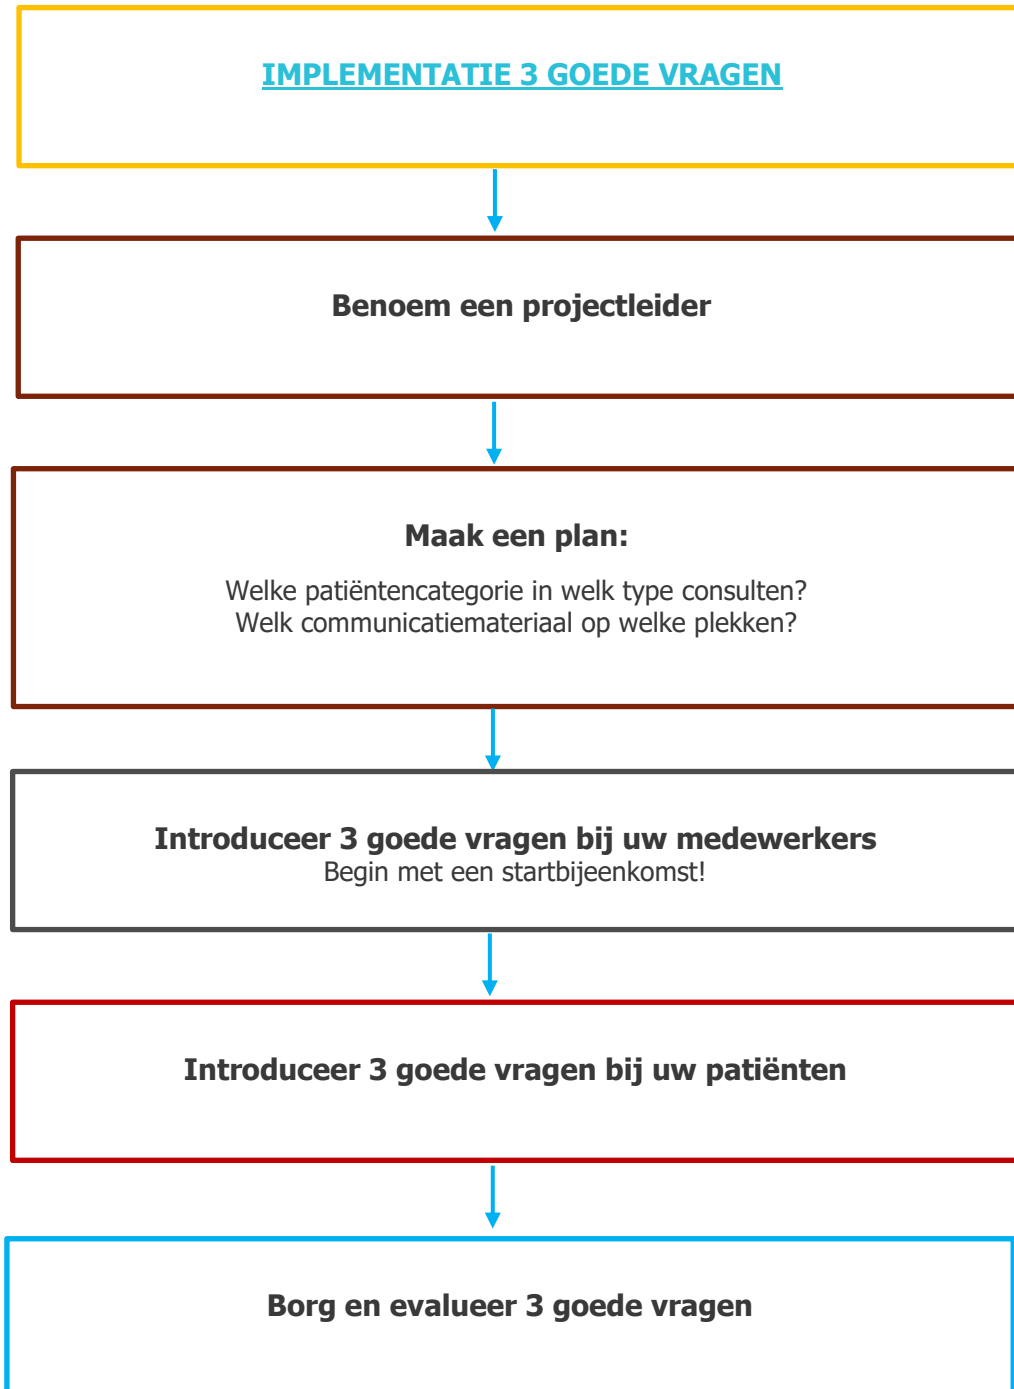 IMPLEMENTATIE 3 GOEDE VRAGEN
Benoem een projectleider
Maak een plan:
Welke patiëntencategorie in welk type consulten?
Welk communicatiemateriaal op welke plekken?
Introduceer 3 goede vragen bij uw medewerkers
Begin met een startbijeenkomst!
Introduceer 3 goede vragen bij uw patiënten
Borg en evalueer 3 goede vragen